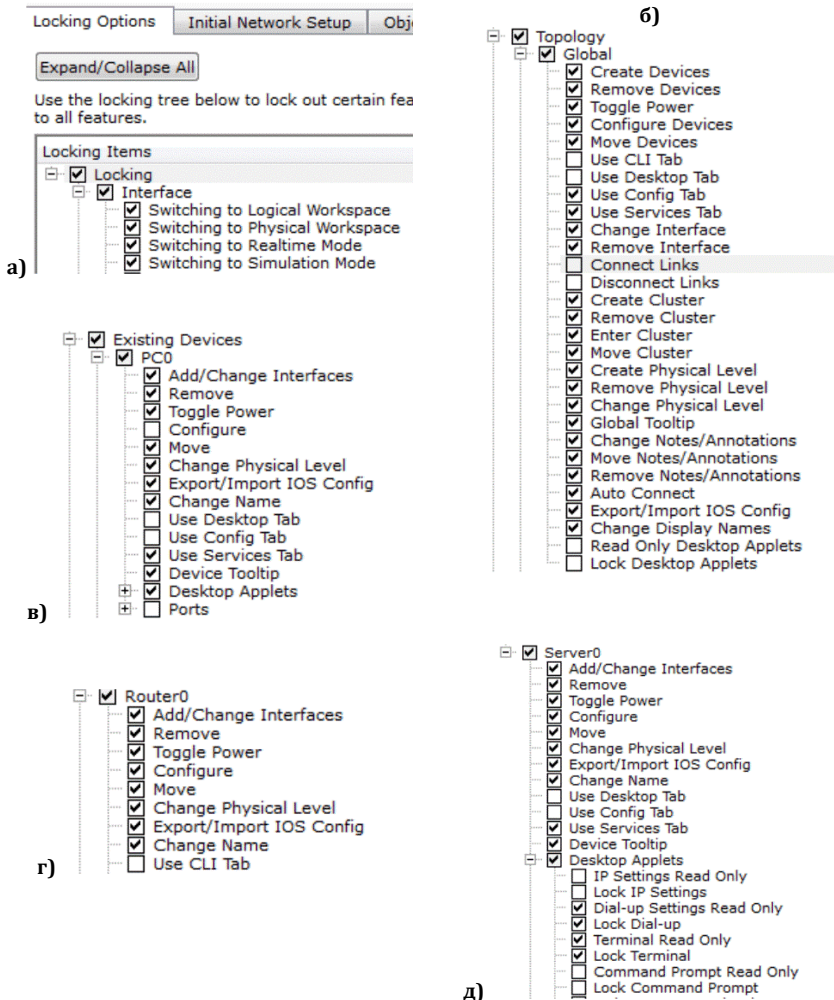 Locking Options
Initial Network Setup
Obj
Expand/Collapse All
Use the locking tree below to lock out certain fea
to all features.
Locking Items
Locking
Interface
Switching to Logical Workspace
Switching to Physical Workspace
Switching to Realtime Mode
Switching to Simulation Mode
а)
б)
Topology
Global
Create Devices
Remove Devices
Toggle Power
Configure Devices
Move Devices
Use CLI Tab
Use Desktop Tab
Use Config Tab
Use Services Tab
Change Interface
Remove Interface
Connect Links
Disconnect Links
Create Cluster
Remove Cluster
Enter Cluster
Move Cluster
Create Physical Level
Remove Physical Level
Change Physical Level
Global Tooltip
Change Notes/Annotations
Move Notes/Annotations
Remove Notes/Annotations
Auto Connect
Export/Import IOS Config
Change Display Names
Read Only Desktop Applets
Lock Desktop Applets
Existing Devices
PC0
Add/Change Interfaces
Remove
Toggle Power
Configure
Move
Change Physical Level
Export/Import IOS Config
Change Name
Use Desktop Tab
Use Config Tab
Use Services Tab
Device Tooltip
Desktop Applets
Ports
в)
Router0
Add/Change Interfaces
Remove
Toggle Power
Configure
Move
Change Physical Level
Export/Import IOS Config
Change Name
Use CLI Tab
г)
Server0
Add/Change Interfaces
Remove
Toggle Power
Configure
Move
Change Physical Level
Export/Import IOS Config
Change Name
Use Desktop Tab
Use Config Tab
Use Services Tab
Device Tooltip
Desktop Applets
IP Settings Read Only
Lock IP Settings
Dial-up Settings Read Only
Lock Dial-up
Terminal Read Only
Lock Terminal
Command Prompt Read Only
Lock Command Prompt
д)